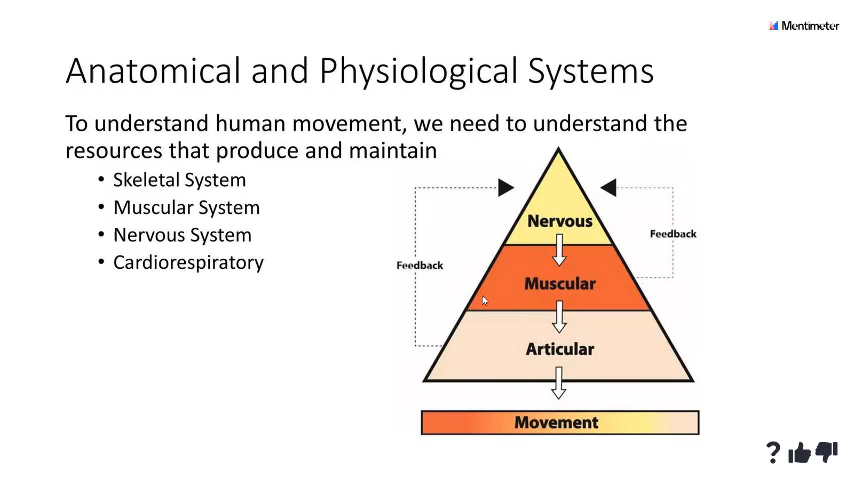 Mentimeter
Anatomical and Physiological Systems
To understand human movement, we need to understand the
resources that produce and maintain
• Skeletal System
• Muscular System
• Nervous System
• Cardiorespiratory
Nervous
Feedback
Feedback
Muscular
Articular
Movement
?